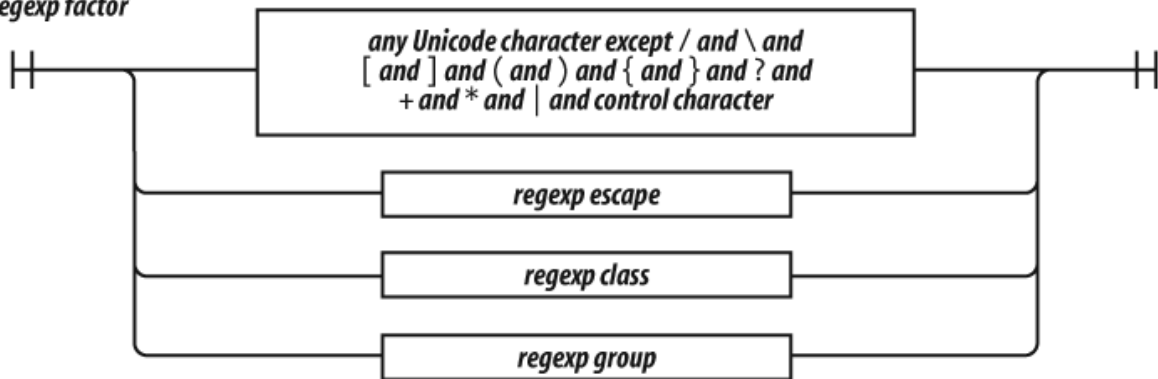 egexp factor
any Unicode character except / and \ and
[ and ] and ( and ) and { and } and ? and
+ and * and | and control character
regexp escape
regexp class
regexp group